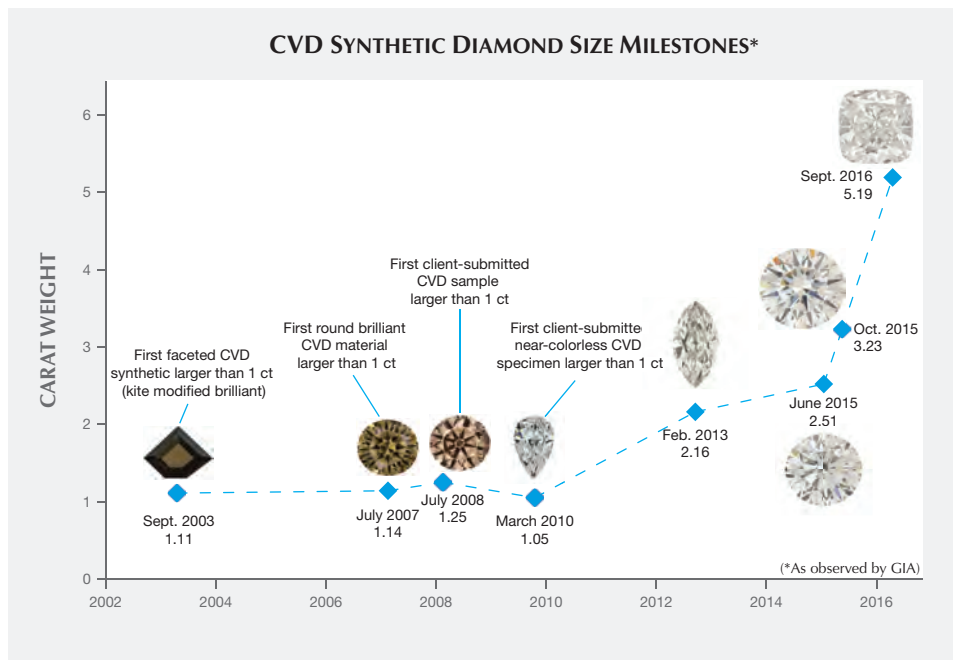 CVD SYNTHETIC DIAMOND SIZE MILESTONES*
CARAT WEIGHT
6
5
4
3
2
1
0
2002
2004
2006
2008
2010
2012
2014
2016
First faceted CVD
synthetic larger than 1 ct
(kite modified brilliant)
Sept. 2003
1.11
First round brilliant
CVD material
larger than 1 ct
July 2007
1.14
First client-submitted
CVD sample
larger than 1 ct
July 2008
1.25
First client-submitte
near-colorless CVD
specimen larger than 1 ct
March 2010
1.05
Feb. 2013
2.16
June 2015
2.51
Oct. 2015
3.23
Sept. 2016
5.19
(*As observed by GIA)